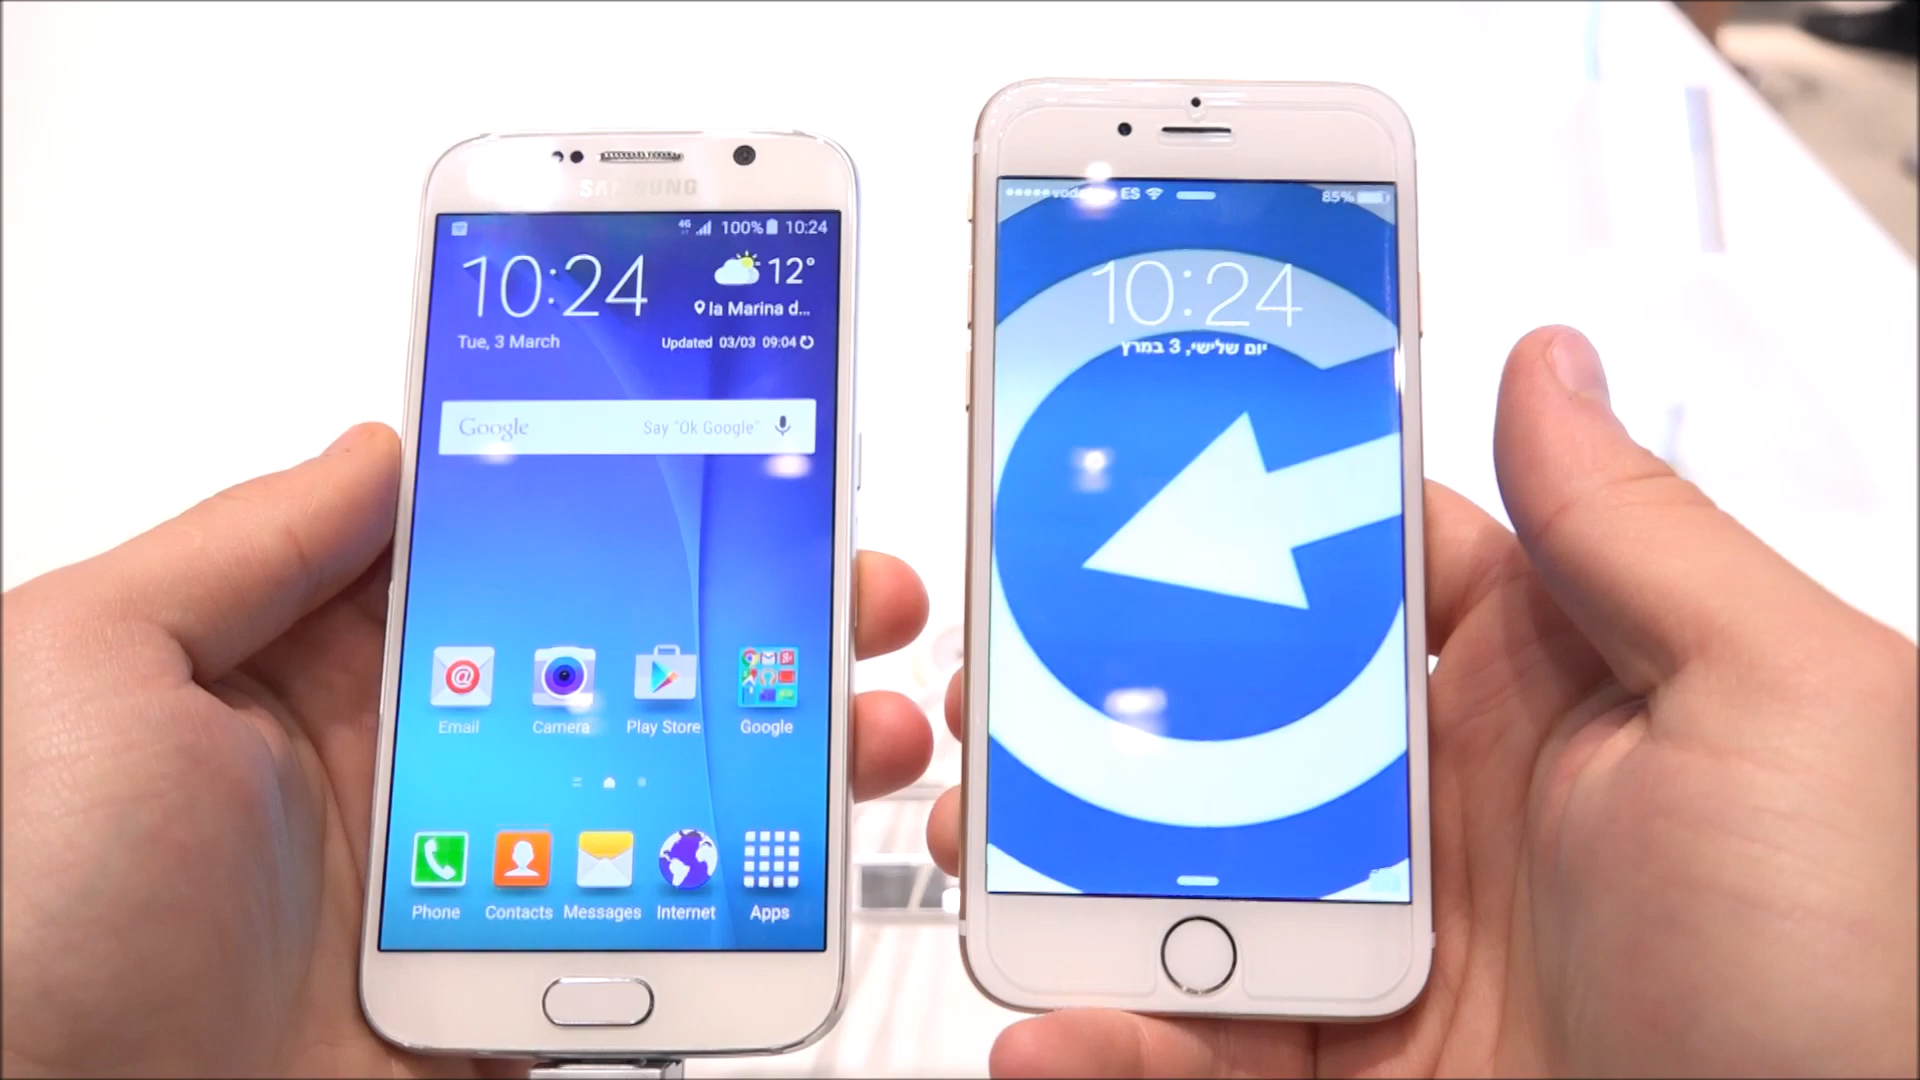 SAMSUNG
4G 100% 10:24
10:24
12°
la Marina d...
Tue, 3 March
Updated 03/03 09:04
Google Say "Ok Google"
Email Camera Play Store Google
Phone Contacts Messages Internet Apps
ES 85%
10:24
יום שלישי, 3 במרץ